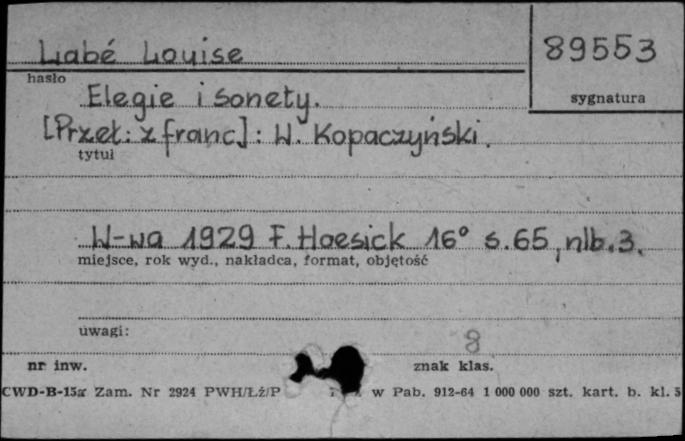 Labé Louise
89553
hasło
sygnatura
Elegie i sonety.
[Przeł: z franc]: W. Kopaczyński.
tytuł
W-wa 1929 F. Hoesick 16° s. 65, nlb. 3.
miejsce, rok wyd., nakładca, format, objętość
uwagi:
8
nr inw.
znak klas.
CWD-B-15a Zam. Nr 2924 PWH/Łź/P w Pab. 912-64 1 000 000 szt. kart. b. kl. 5